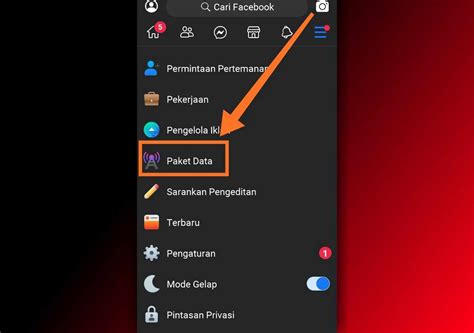 Cari Facebook
5
Permintaan Pertemanan
Pekerjaan
Pengelola Iklan
Paket Data
Sarankan Pengeditan
Terbaru
Pengaturan
1
Mode Gelap
Pintasan Privasi